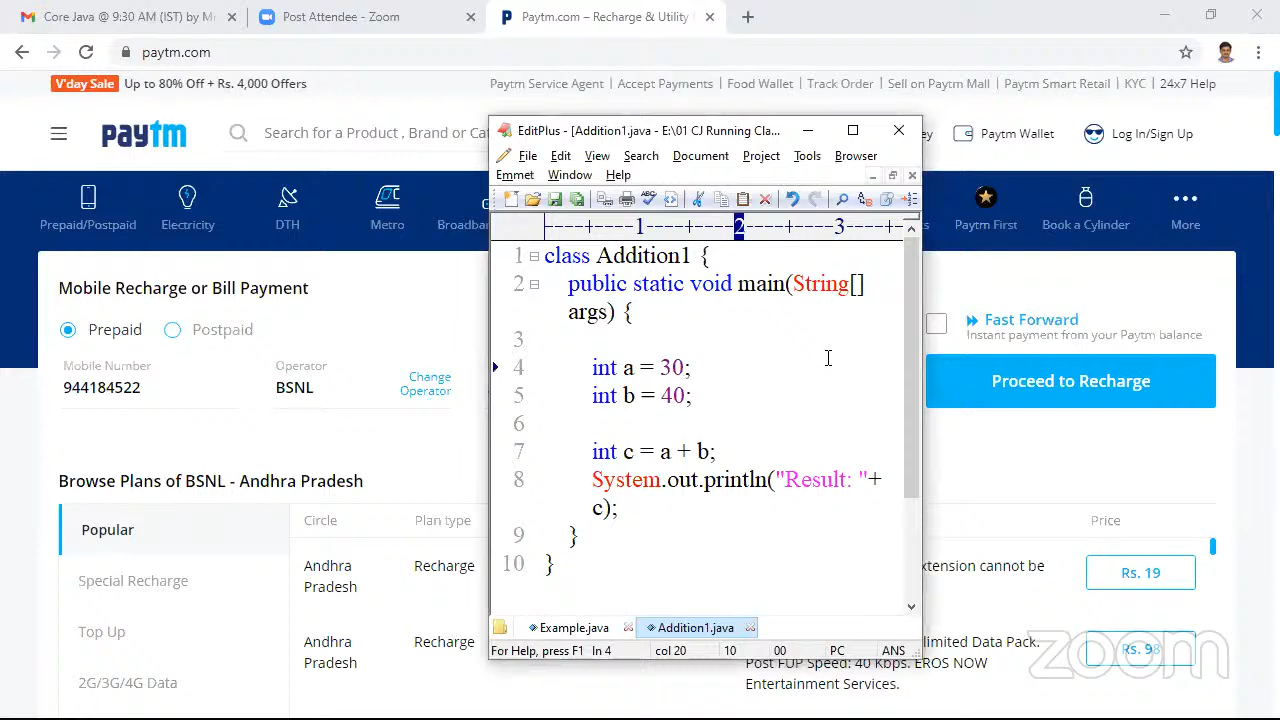 Core Java @ 9:30 AM (IST) by M
Post Attendee - Zoom
Paytm.com – Recharge & Utility
paytm.com
V'day Sale Up to 80% Off + Rs. 4,000 Offers
Paytm Service Agent | Accept Payments | Food Wallet | Track Order | Sell on Paytm Mall | Paytm Smart Retail | KYC | 24x7 Help
paytm
Search for a Product , Brand or Cat
Paytm Wallet
Log In/Sign Up
Prepaid/Postpaid
Electricity
DTH
Metro
Broadban
Paytm First
Book a Cylinder
More
Mobile Recharge or Bill Payment
Prepaid
Postpaid
Mobile Number
944184522
Operator
BSNL
Change
Operator
Fast Forward
Instant payment from your Paytm balance
Proceed to Recharge
Browse Plans of BSNL - Andhra Pradesh
Popular
Special Recharge
Top Up
2G/3G/4G Data
Circle
Plan type
Price
Andhra
Pradesh
Recharge
extension cannot be
Rs. 19
Andhra
Pradesh
Recharge
limited Data Pack.
Post FUP Speed: 40 Kbps. EROS NOW
Entertainment Services.
Rs. 98
EditPlus - [Addition1.java - E:\01 CJ Running Cla...
File Edit View Search Document Project Tools Browser
Emmet Window Help
----+----1----+----2----+----3----+
1 class Addition1 {
2 public static void main(String[]
args) {
3
4 int a = 30;
5 int b = 40;
6
7 int c = a + b;
8 System.out.println("Result: "+
c);
9 }
10 }
Example.java
Addition1.java
For Help, press F1 ln 4 col 20 10 00 PC ANS
zoom